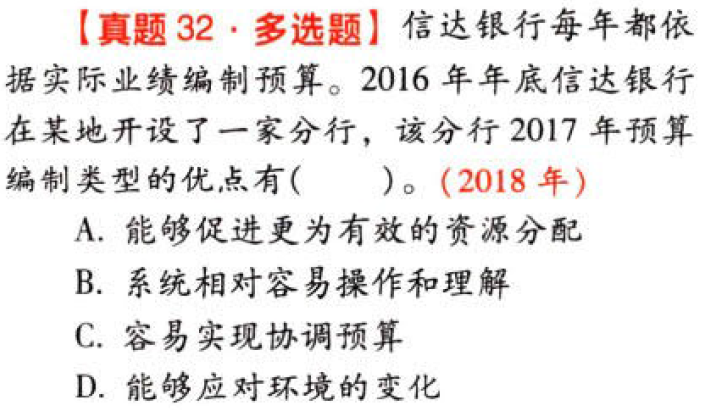 【真题 32·多选题】信达银行每年都依
据实际业绩编制预算。2016 年年底信达银行
在某地开设了一家分行，该分行 2017 年预算
编制类型的优点有(　　)。(2018 年)
A. 能够促进更为有效的资源分配
B. 系统相对容易操作和理解
C. 容易实现协调预算
D. 能够应对环境的变化